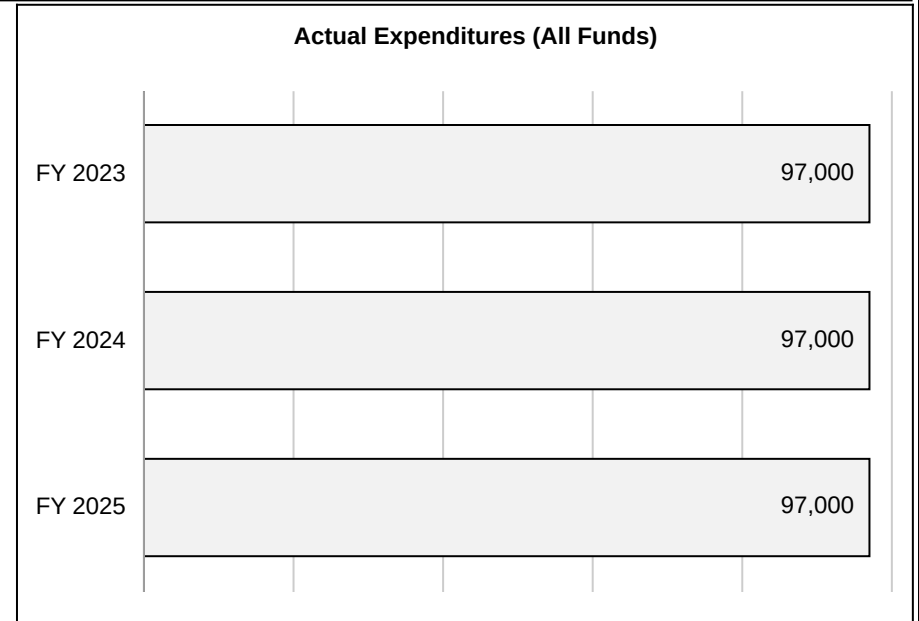 Actual Expenditures (All Funds)
FY 2023 97,000
FY 2024 97,000
FY 2025 97,000